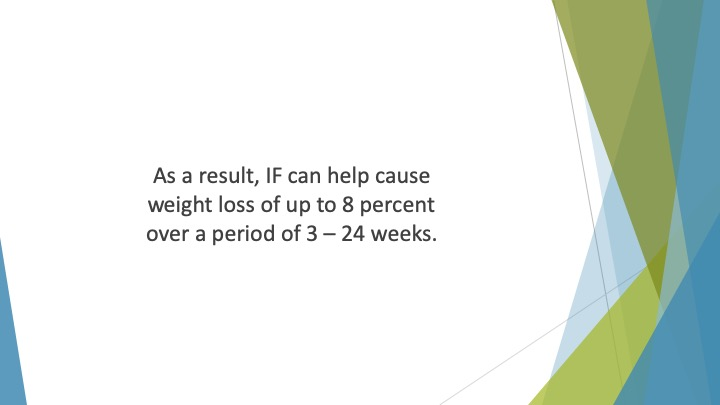 As a result, IF can help cause
weight loss of up to 8 percent
over a period of 3 – 24 weeks.